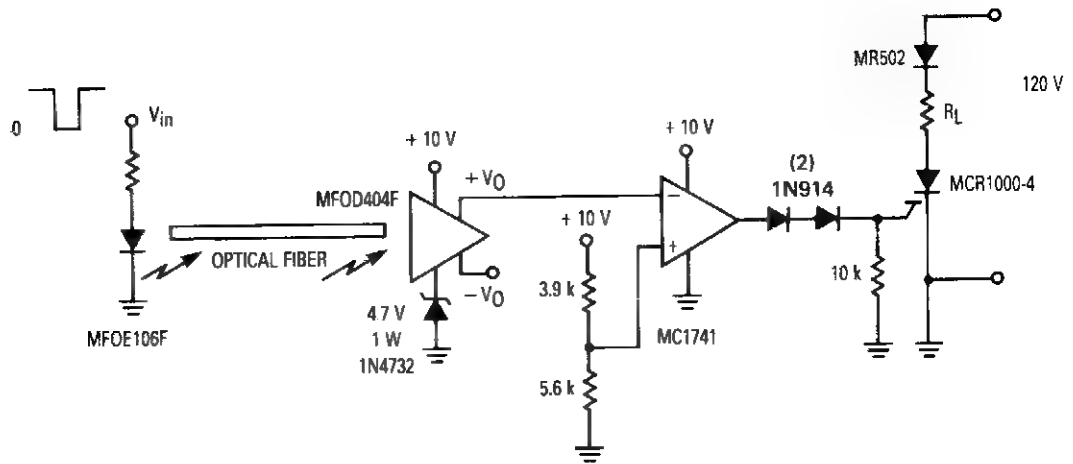 MR502
120 V
0
Vin
+ 10 V
+ 10 V
(2)
1N914
RL
MFOD404F
+ VO
−
MCR1000-4
+ 10 V
+
OPTICAL FIBER
− VO
10 k
3.9 k
4.7 V
1 W
1N4732
MC1741
MFOE106F
5.6 k